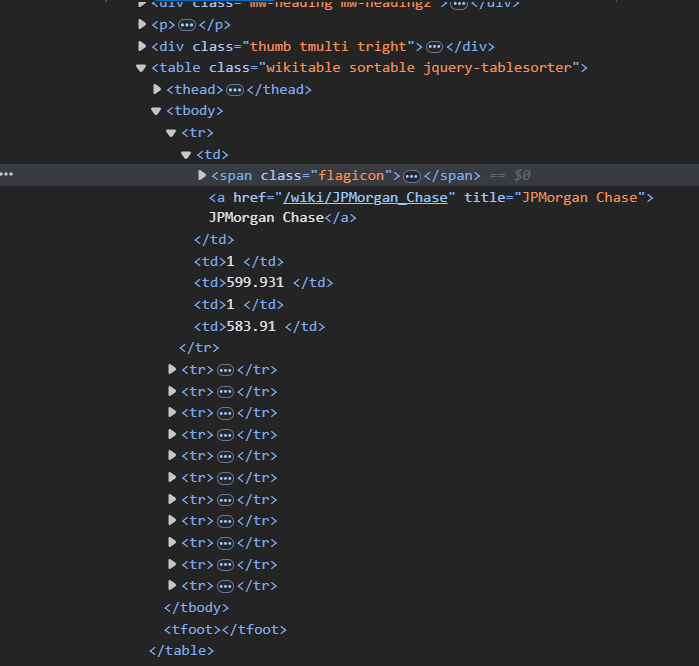 <div class="mw-heading mw-heading2"> ••• </div>
<p> ••• </p>
<div class="thumb tmulti tright"> ••• </div>
<table class="wikitable sortable jquery-tablesorter">
<thead> ••• </thead>
<tbody>
<tr>
<td>
••• <span class="flagicon"> ••• </span> == $0
<a href="/wiki/JPMorgan_Chase" title="JPMorgan Chase">
JPMorgan Chase</a>
</td>
<td>1 </td>
<td>599.931 </td>
<td>1 </td>
<td>583.91 </td>
</tr>
<tr> ••• </tr>
<tr> ••• </tr>
<tr> ••• </tr>
<tr> ••• </tr>
<tr> ••• </tr>
<tr> ••• </tr>
<tr> ••• </tr>
<tr> ••• </tr>
<tr> ••• </tr>
<tr> ••• </tr>
<tr> ••• </tr>
</tbody>
<tfoot></tfoot>
</table>